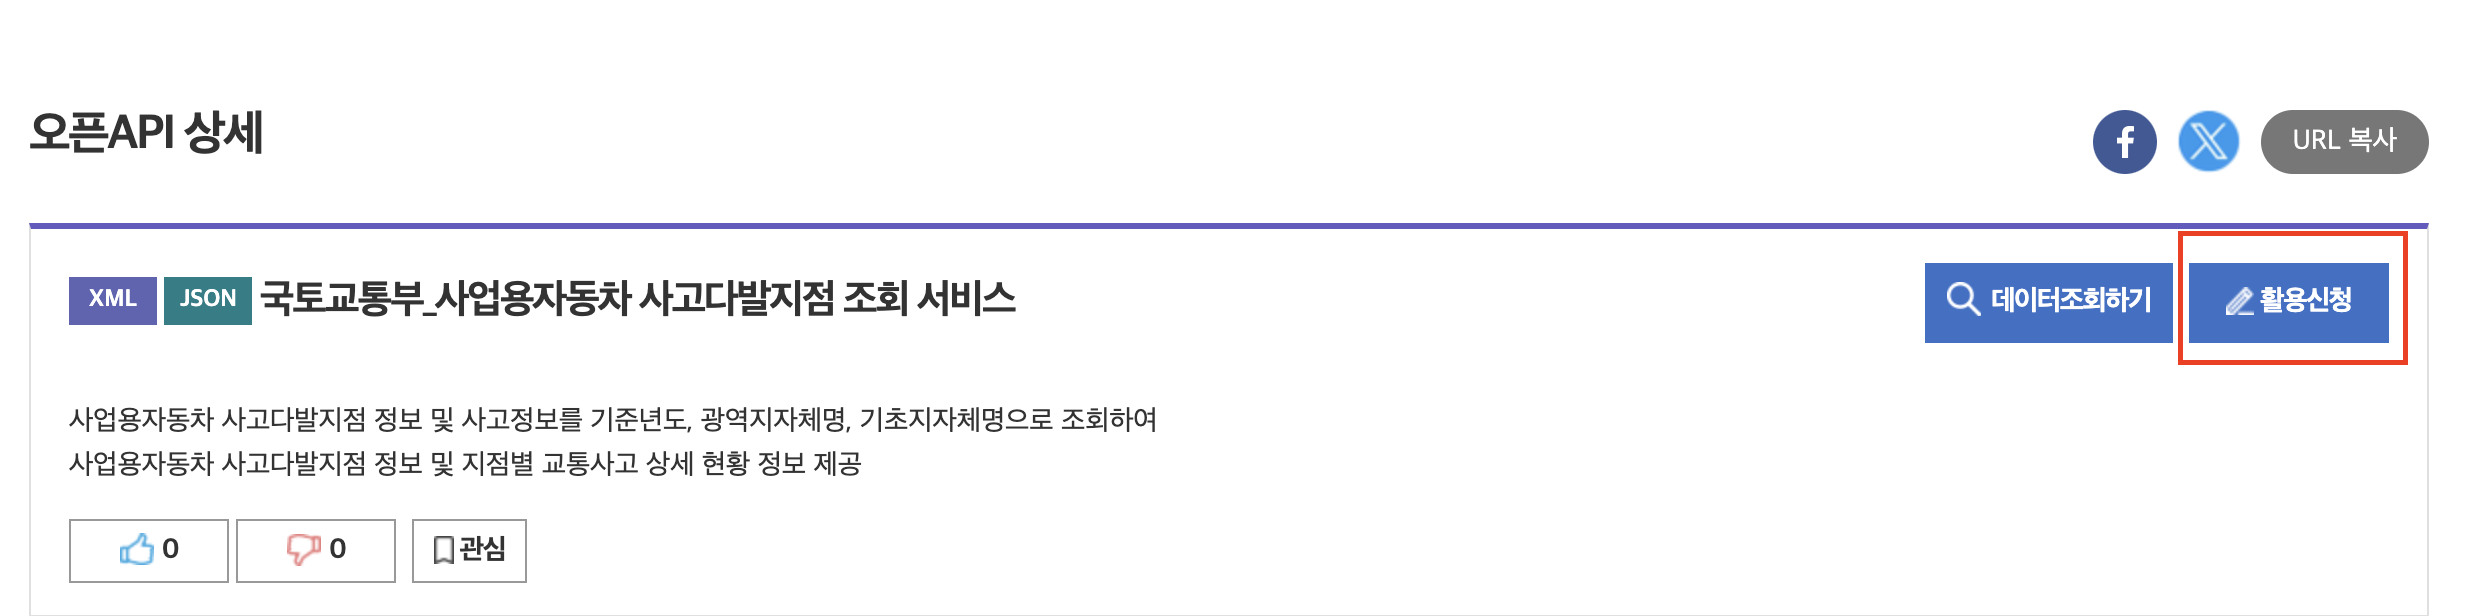 오픈API 상세
f
X
URL 복사
XML
JSON
국토교통부_사업용자동차 사고다발지점 조회 서비스
데이터조회하기
활용신청
사업용자동차 사고다발지점 정보 및 사고정보를 기준년도, 광역지자체명, 기초지자체명으로 조회하여
사업용자동차 사고다발지점 정보 및 지점별 교통사고 상세 현황 정보 제공
0
0
관심